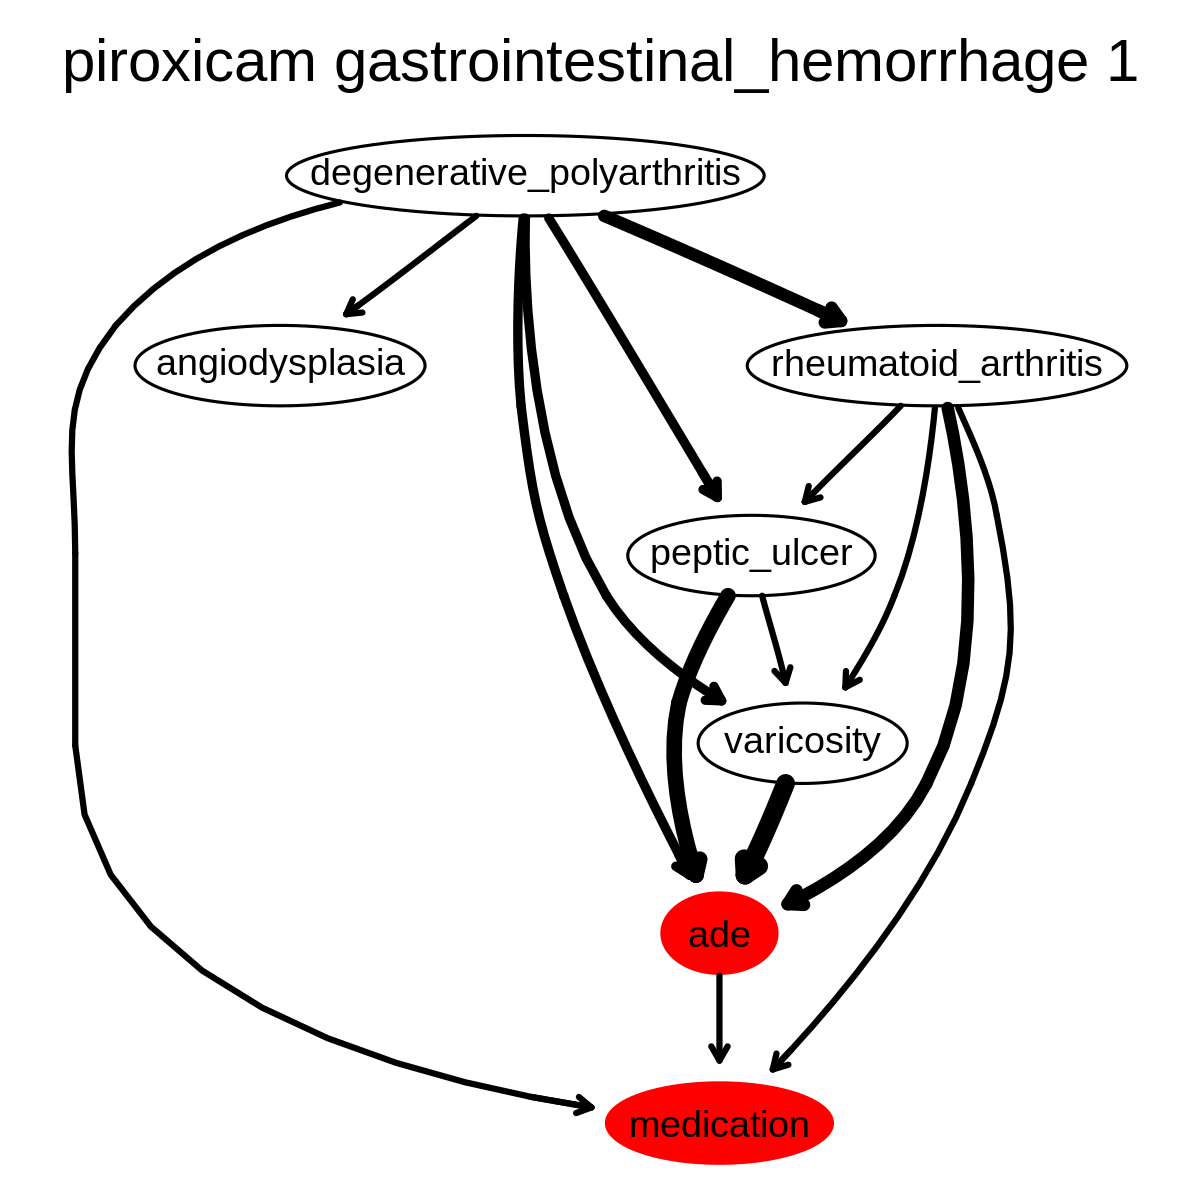 piroxicam gastrointestinal_hemorrhage 1
degenerative_polyarthritis
angiodysplasia
rheumatoid_arthritis
peptic_ulcer
varicosity
ade
medication